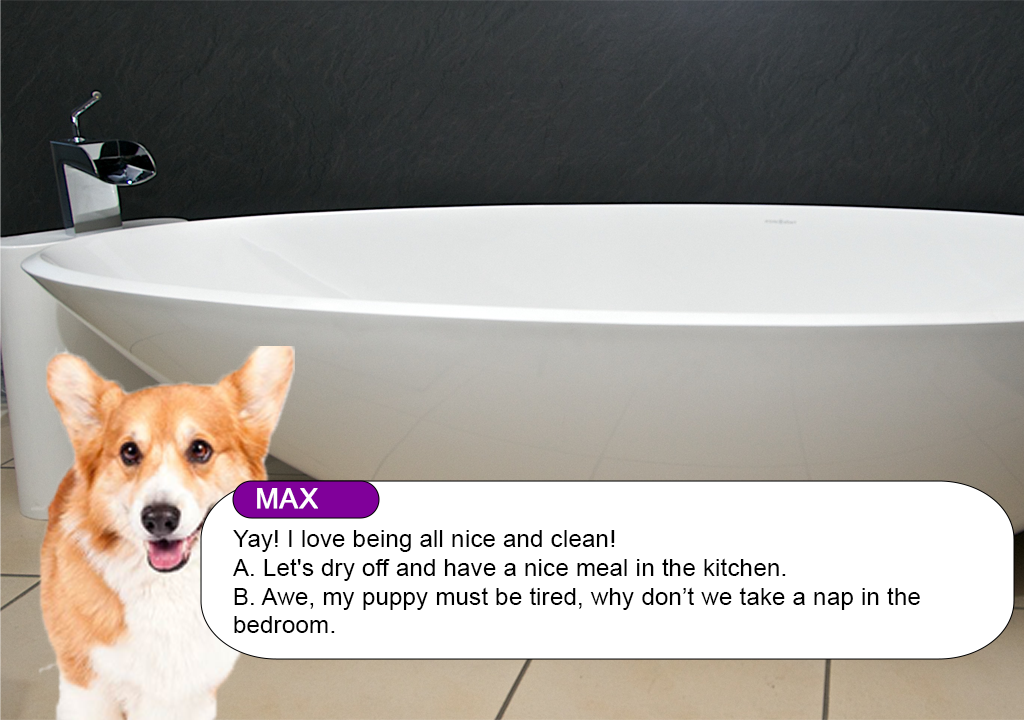 MAX
Yay! I love being all nice and clean!
A. Let's dry off and have a nice meal in the kitchen.
B. Awe, my puppy must be tired, why don’t we take a nap in the
bedroom.